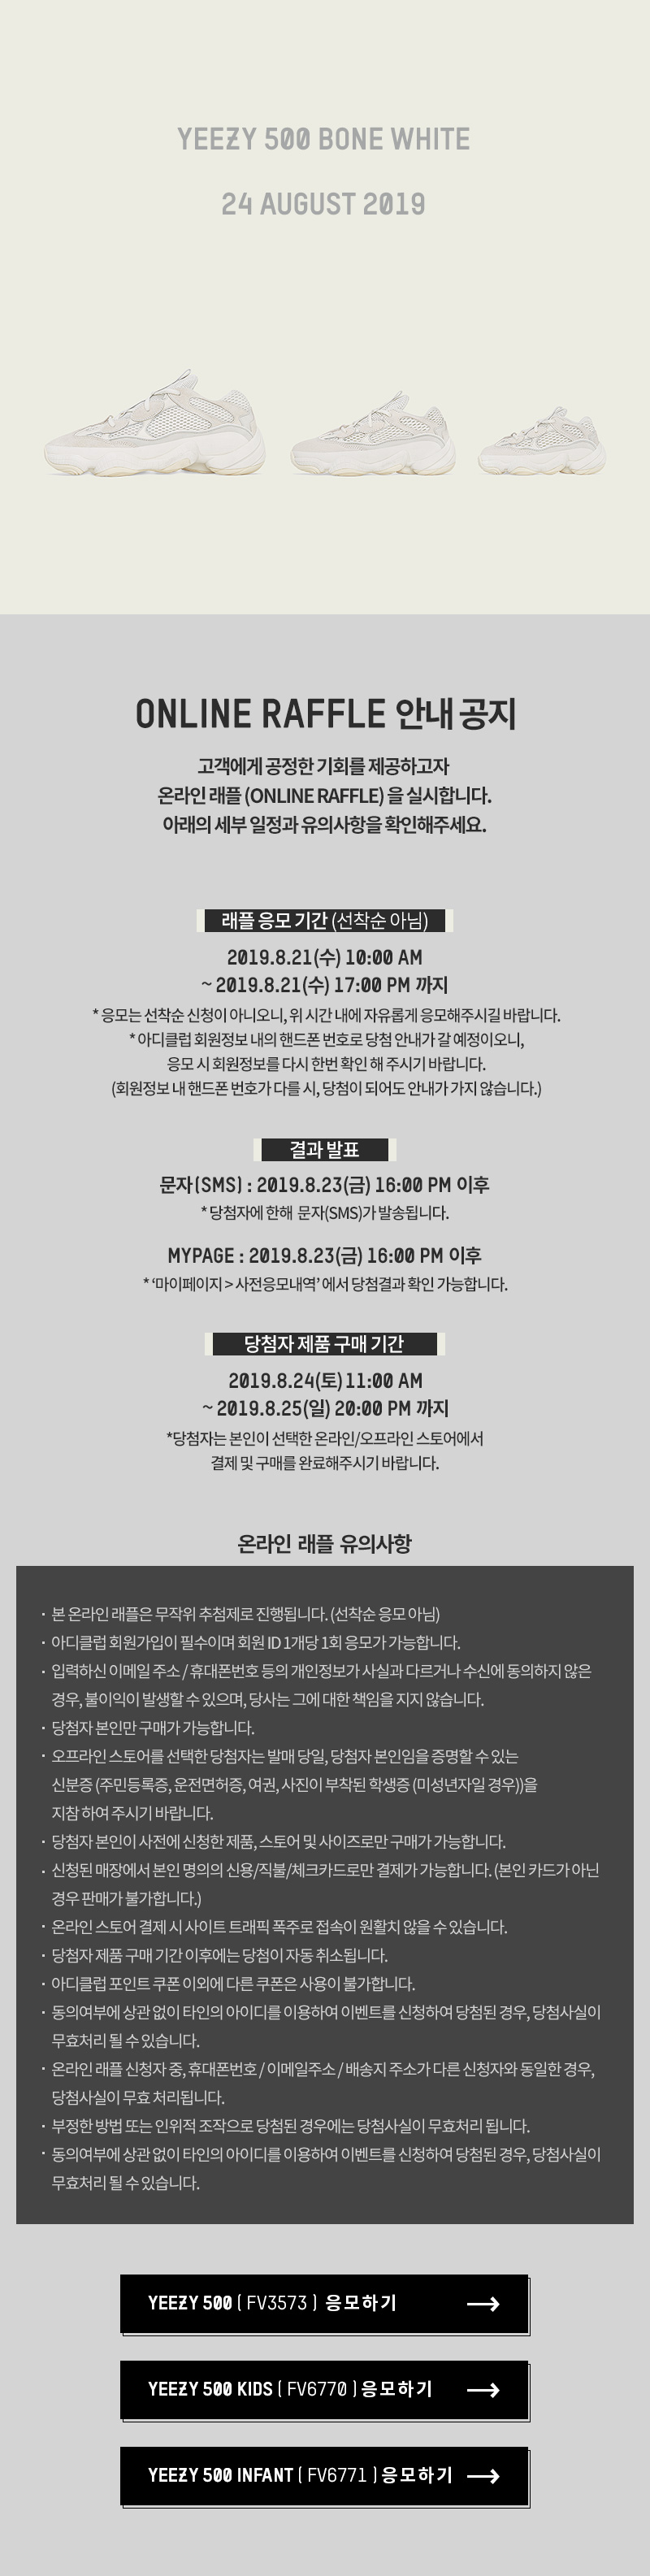 YEEZY 500 BONE WHITE
24 AUGUST 2019
ONLINE RAFFLE 안내 공지
고객에게 공정한 기회를 제공하고자
온라인 래플 (ONLINE RAFFLE) 을 실시합니다.
아래의 세부 일정과 유의사항을 확인해주세요.
래플 응모 기간 (선착순 아님)
2019.8.21(수) 10:00 AM
~ 2019.8.21(수) 17:00 PM 까지
* 응모는 선착순 신청이 아니오니, 위 시간 내에 자유롭게 응모해주시길 바랍니다.
* 아디클럽 회원정보 내의 핸드폰 번호로 당첨 안내가 갈 예정이오니,
응모 시 회원정보를 다시 한번 확인 해 주시기 바랍니다.
(회원정보 내 핸드폰 번호가 다를 시, 당첨이 되어도 안내가 가지 않습니다.)
결과 발표
문자(SMS) : 2019.8.23(금) 16:00 PM 이후
* 당첨자에 한해 문자(SMS)가 발송됩니다.
MYPAGE : 2019.8.23(금) 16:00 PM 이후
* ‘마이페이지 > 사전응모내역’ 에서 당첨결과 확인 가능합니다.
당첨자 제품 구매 기간
2019.8.24(토) 11:00 AM
~ 2019.8.25(일) 20:00 PM 까지
*당첨자는 본인이 선택한 온라인/오프라인 스토어에서
결제 및 구매를 완료해주시기 바랍니다.
온라인 래플 유의사항
· 본 온라인 래플은 무작위 추첨제로 진행됩니다. (선착순 응모 아님)
· 아디클럽 회원가입이 필수이며 회원 ID 1개당 1회 응모가 가능합니다.
· 입력하신 이메일 주소 / 휴대폰번호 등의 개인정보가 사실과 다르거나 수신에 동의하지 않은
경우, 불이익이 발생할 수 있으며, 당사는 그에 대한 책임을 지지 않습니다.
· 당첨자 본인만 구매가 가능합니다.
· 오프라인 스토어를 선택한 당첨자는 발매 당일, 당첨자 본인임을 증명할 수 있는
신분증 (주민등록증, 운전면허증, 여권, 사진이 부착된 학생증 (미성년자일 경우))을
지참 하여 주시기 바랍니다.
· 당첨자 본인이 사전에 신청한 제품, 스토어 및 사이즈로만 구매가 가능합니다.
· 신청된 매장에서 본인 명의의 신용/직불/체크카드로만 결제가 가능합니다. (본인 카드가 아닌
경우 판매가 불가합니다.)
· 온라인 스토어 결제 시 사이트 트래픽 폭주로 접속이 원활치 않을 수 있습니다.
· 당첨자 제품 구매 기간 이후에는 당첨이 자동 취소됩니다.
· 아디클럽 포인트 쿠폰 이외에 다른 쿠폰은 사용이 불가합니다.
· 동의여부에 상관 없이 타인의 아이디를 이용하여 이벤트를 신청하여 당첨된 경우, 당첨사실이
무효처리 될 수 있습니다.
· 온라인 래플 신청자 중, 휴대폰번호 / 이메일주소 / 배송지 주소가 다른 신청자와 동일한 경우,
당첨사실이 무효 처리됩니다.
· 부정한 방법 또는 인위적 조작으로 당첨된 경우에는 당첨사실이 무효처리 됩니다.
· 동의여부에 상관 없이 타인의 아이디를 이용하여 이벤트를 신청하여 당첨된 경우, 당첨사실이
무효처리 될 수 있습니다.
YEEZY 500 ( FV3573 ) 응모하기
YEEZY 500 KIDS ( FV6770 ) 응모하기
YEEZY 500 INFANT ( FV6771 ) 응모하기